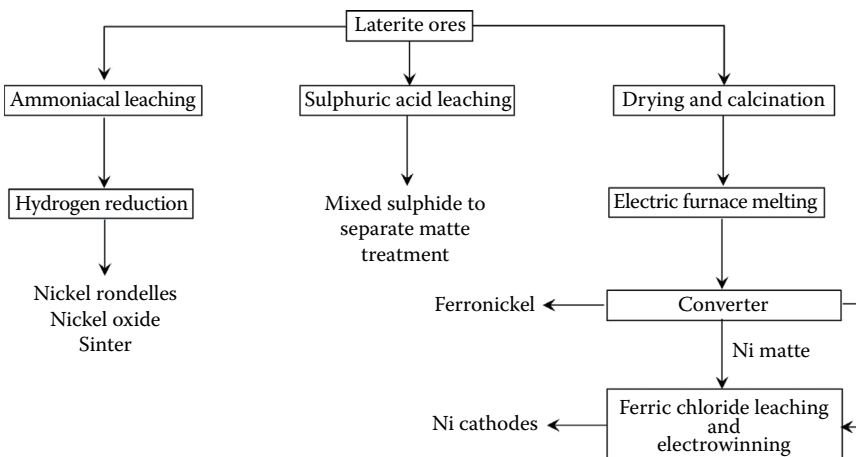 Laterite ores
Ammoniacal leaching
Sulphuric acid leaching
Drying and calcination
Hydrogen reduction
Mixed sulphide to
separate matte
treatment
Electric furnace melting
Nickel rondelles
Nickel oxide
Sinter
Ferronickel
Converter
Ni matte
Ni cathodes
Ferric chloride leaching
and
electrowinning